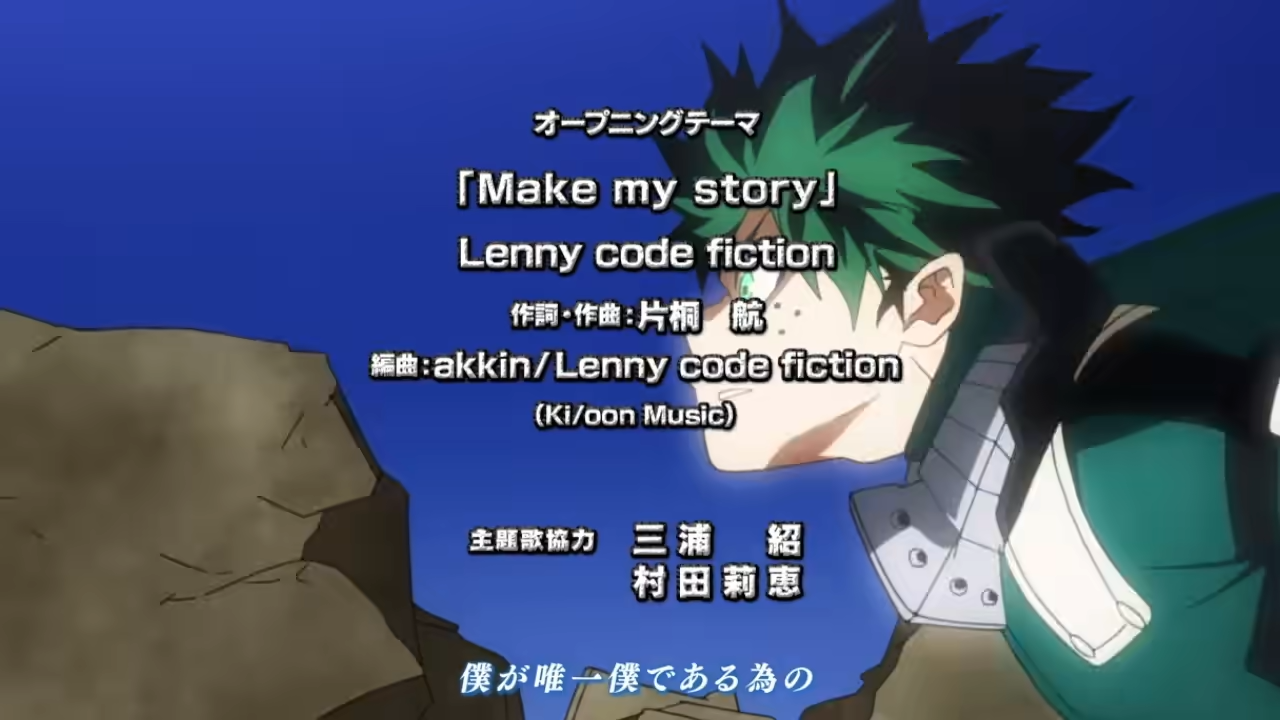 オープニングテーマ
「Make my story」
Lenny code fiction
作詞・作曲：片桐　航
編曲：akkin/Lenny code fiction
(Ki/oon Music)
主題歌協力　三浦　紹
村田莉恵
僕が唯一僕である為の